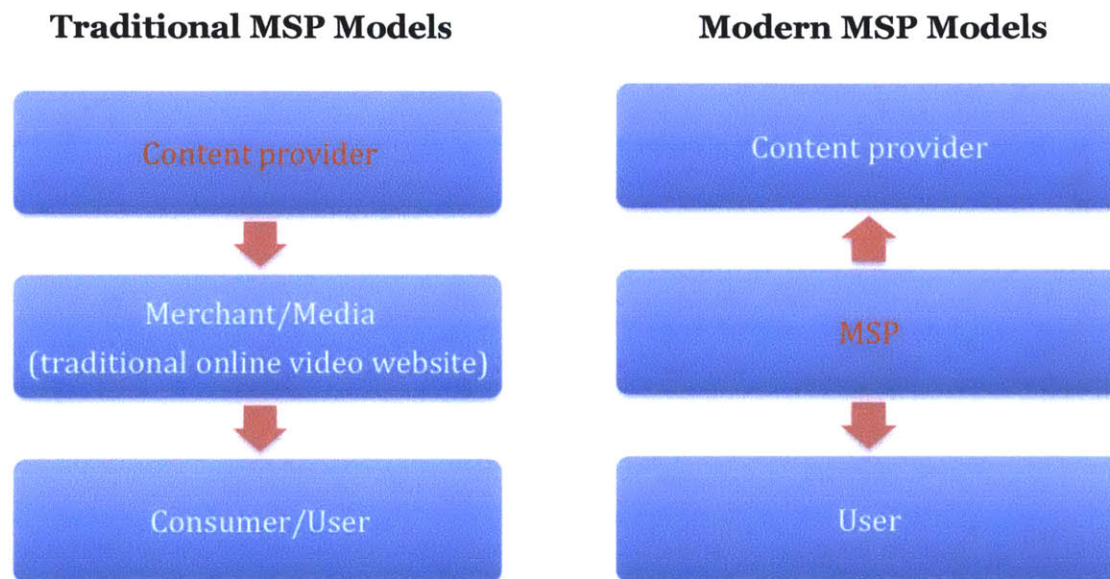 Traditional MSP Models
Content provider
Merchant/Media
(traditional online video website)
Consumer/User
Modern MSP Models
Content provider
MSP
User